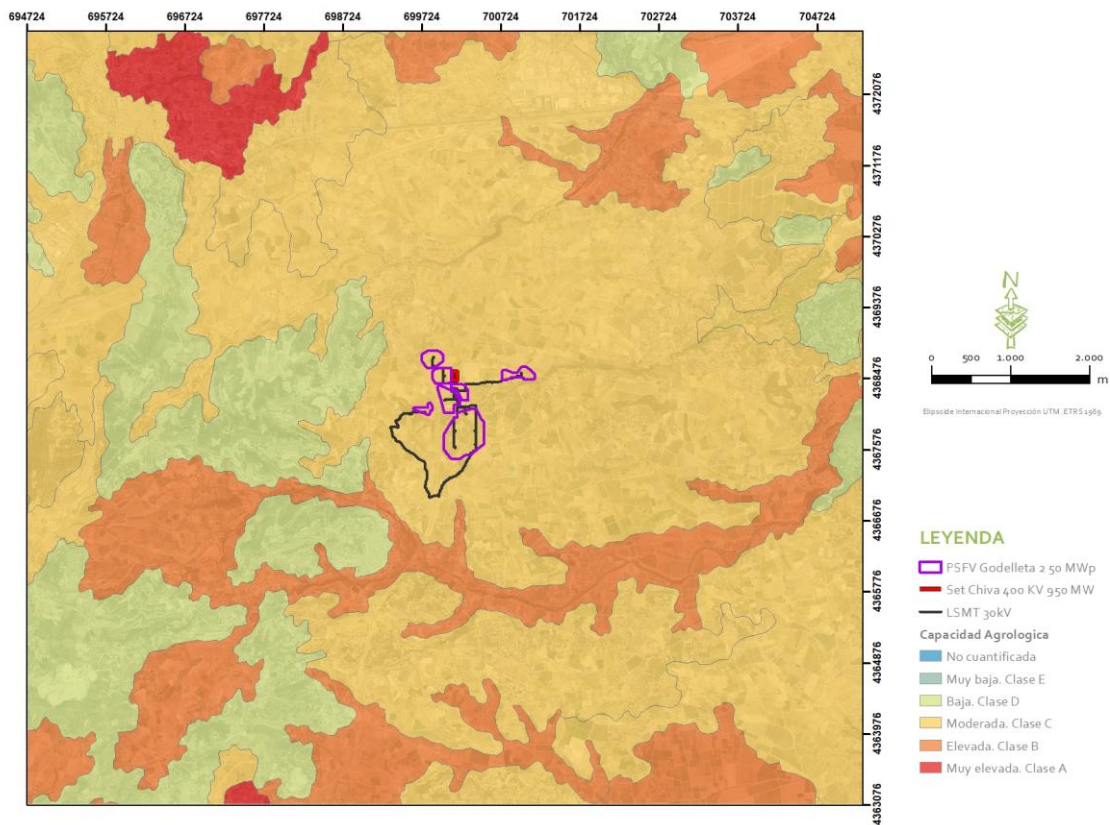 694724 695724 696724 697724 698724 699724 700724 701724 702724 703724 704724
4372076
4371176
4370276
4369376
4368476
4367576
4366676
4365776
4364876
4363976
4363076
N
0 500 1.000 2.000
m
Elipsoide Internacional Proyección UTM. ETRS 1989.
LEYENDA
PSFV Godelleta 2 50 MWp
Set Chiva 400 KV 950 MW
LSMT 30kV
Capacidad Agrologica
No cuantificada
Muy baja. Clase E
Baja. Clase D
Moderada. Clase C
Elevada. Clase B
Muy elevada. Clase A